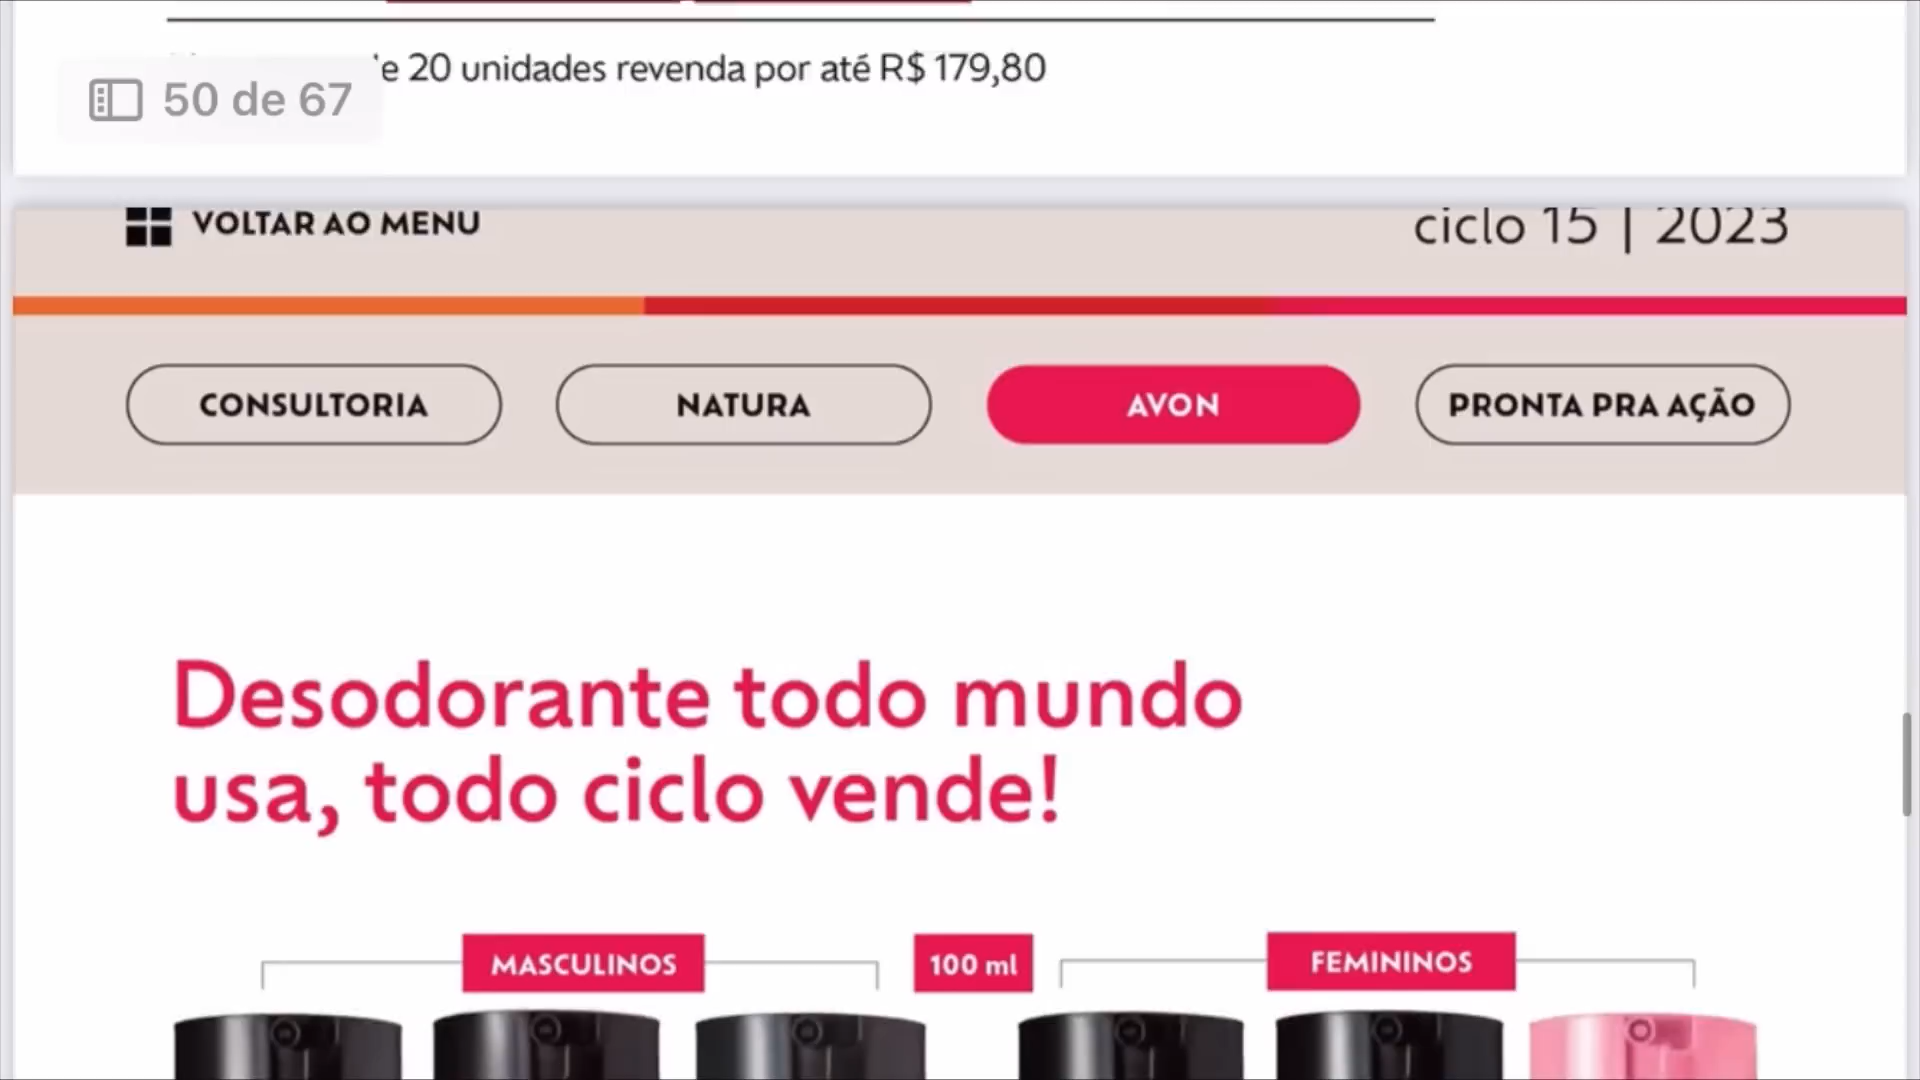 20 unidades revenda por até R$ 179,80
50 de 67
VOLTAR AO MENU
ciclo 15 | 2023
CONSULTORIA
NATURA
AVON
PRONTA PRA AÇÃO
Desodorante todo mundo
usa, todo ciclo vende!
MASCULINOS
100 ml
FEMININOS